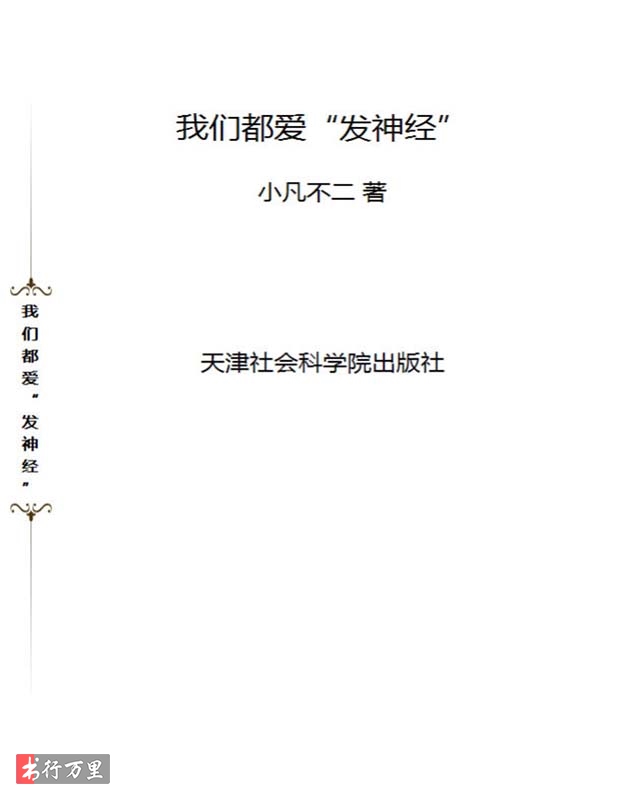 我们都爱“发神经”
小凡不二 著
天津社会科学院出版社
我们都爱“发神经”
书行万里